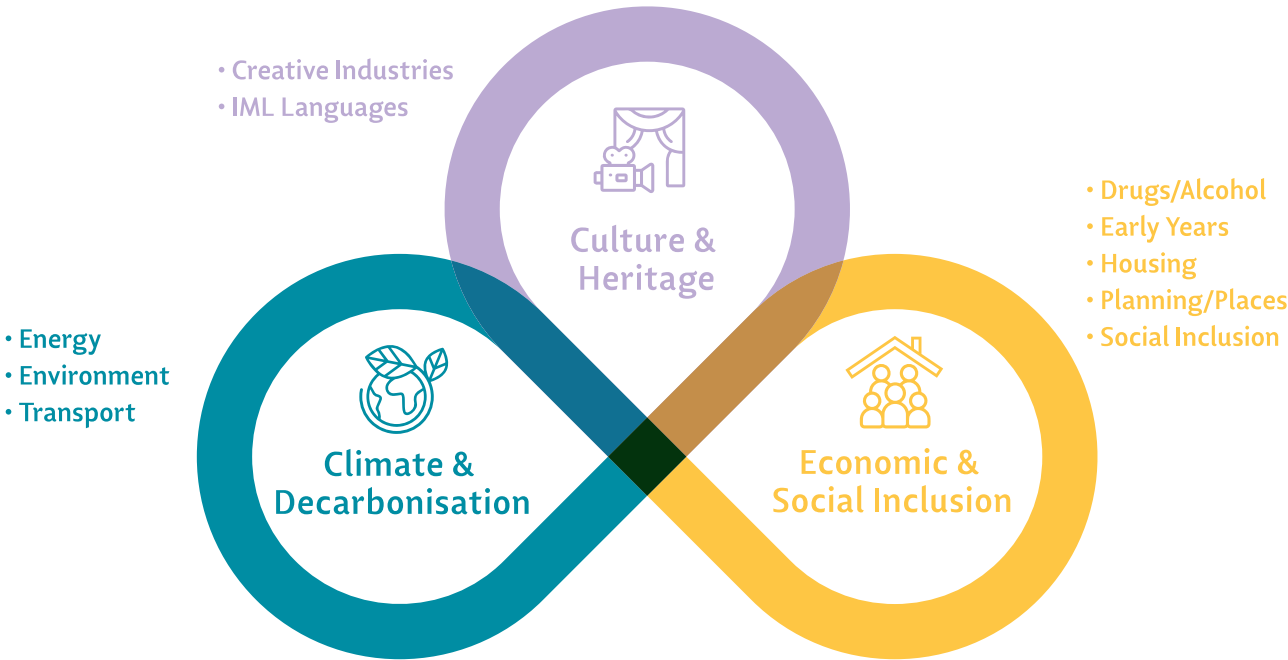 • Creative Industries
• IML Languages
Culture &
Heritage
• Drugs/Alcohol
• Early Years
• Housing
• Planning/Places
• Social Inclusion
• Energy
• Environment
• Transport
Climate &
Decarbonisation
Economic &
Social Inclusion